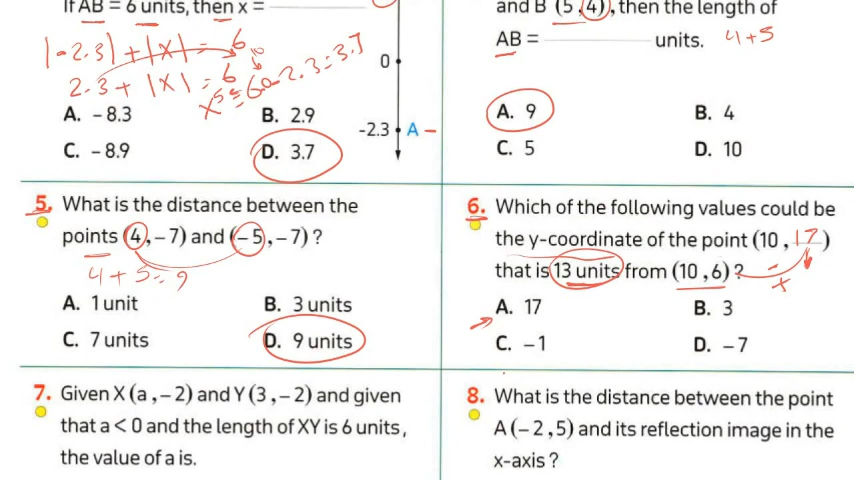 If AB = 6 units, then x =
|-2.3| + |x| = 6
2.3 + |x| = 6
x = 6.0 - 2.3 = 3.7
A. -8.3
B. 2.9
C. -8.9
D. 3.7
0
-2.3 A
and B (5, 4), then the length of
AB = units. 4+5
A. 9
B. 4
C. 5
D. 10
5. What is the distance between the
points (4, -7) and (-5, -7)?
4+5=9
A. 1 unit
B. 3 units
C. 7 units
D. 9 units
6. Which of the following values could be
the y-coordinate of the point (10, 17)
that is 13 units from (10, 6)?
A. 17
B. 3
C. -1
D. -7
7. Given X (a, -2) and Y (3, -2) and given
that a < 0 and the length of XY is 6 units,
the value of a is.
8. What is the distance between the point
A (-2, 5) and its reflection image in the
x-axis?